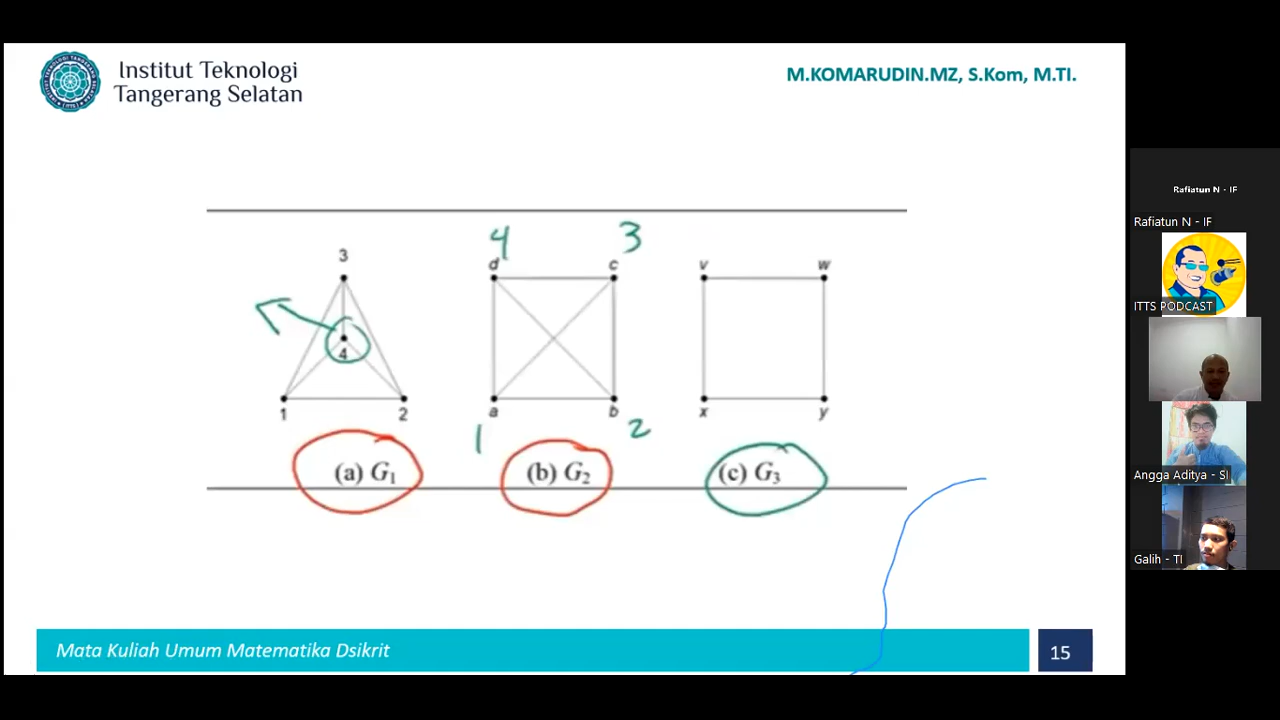 Institut Teknologi
Tangerang Selatan
M.KOMARUDIN.MZ, S.Kom, M.TI.
3
4
1
2
(a) G1
4
3
d
c
a
b
1
2
(b) G2
v
w
x
y
(c) G3
Mata Kuliah Umum Matematika Dsikrit
15
Rafiatun N - IF
Rafiatun N - IF
ITTS PODCAST
Angga Aditya - SI
Galih - TI